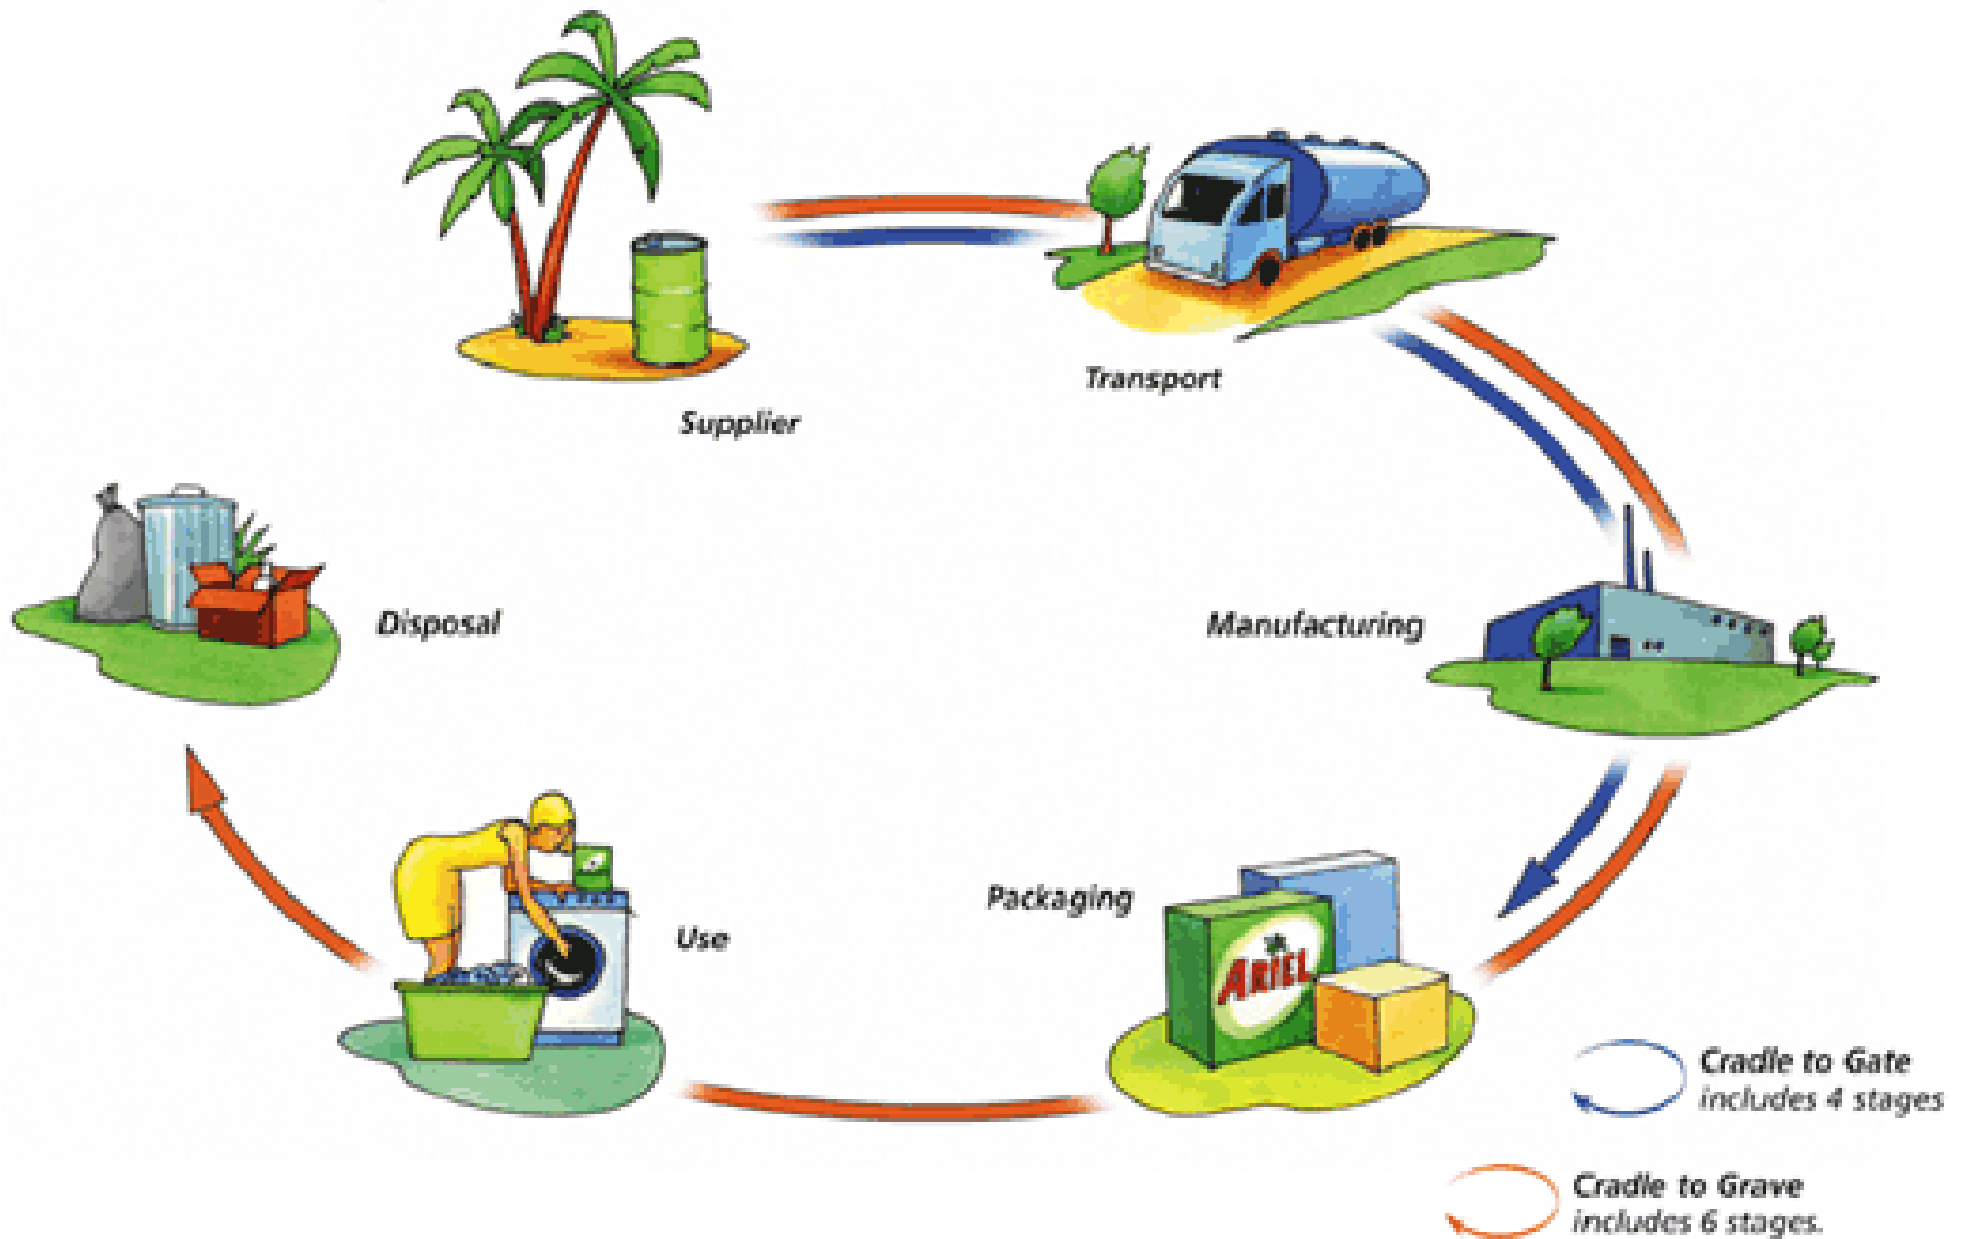 Transport
Supplier
Disposal
Manufacturing
Packaging
ARIEL
Use
Cradle to Gate
includes 4 stages
Cradle to Grave
includes 6 stages.